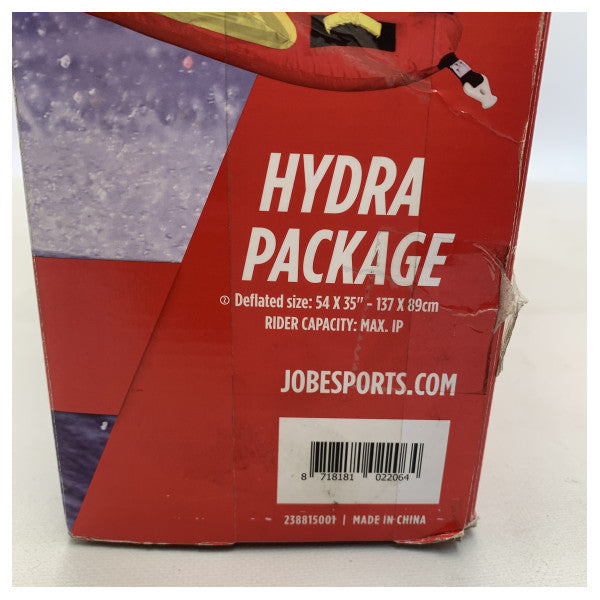 HYDRA
PACKAGE
Deflated size: 54 X 35" - 137 X 89cm
RIDER CAPACITY: MAX. 1P
JOBESPORTS.COM
8 718181 022064
238815001 | MADE IN CHINA